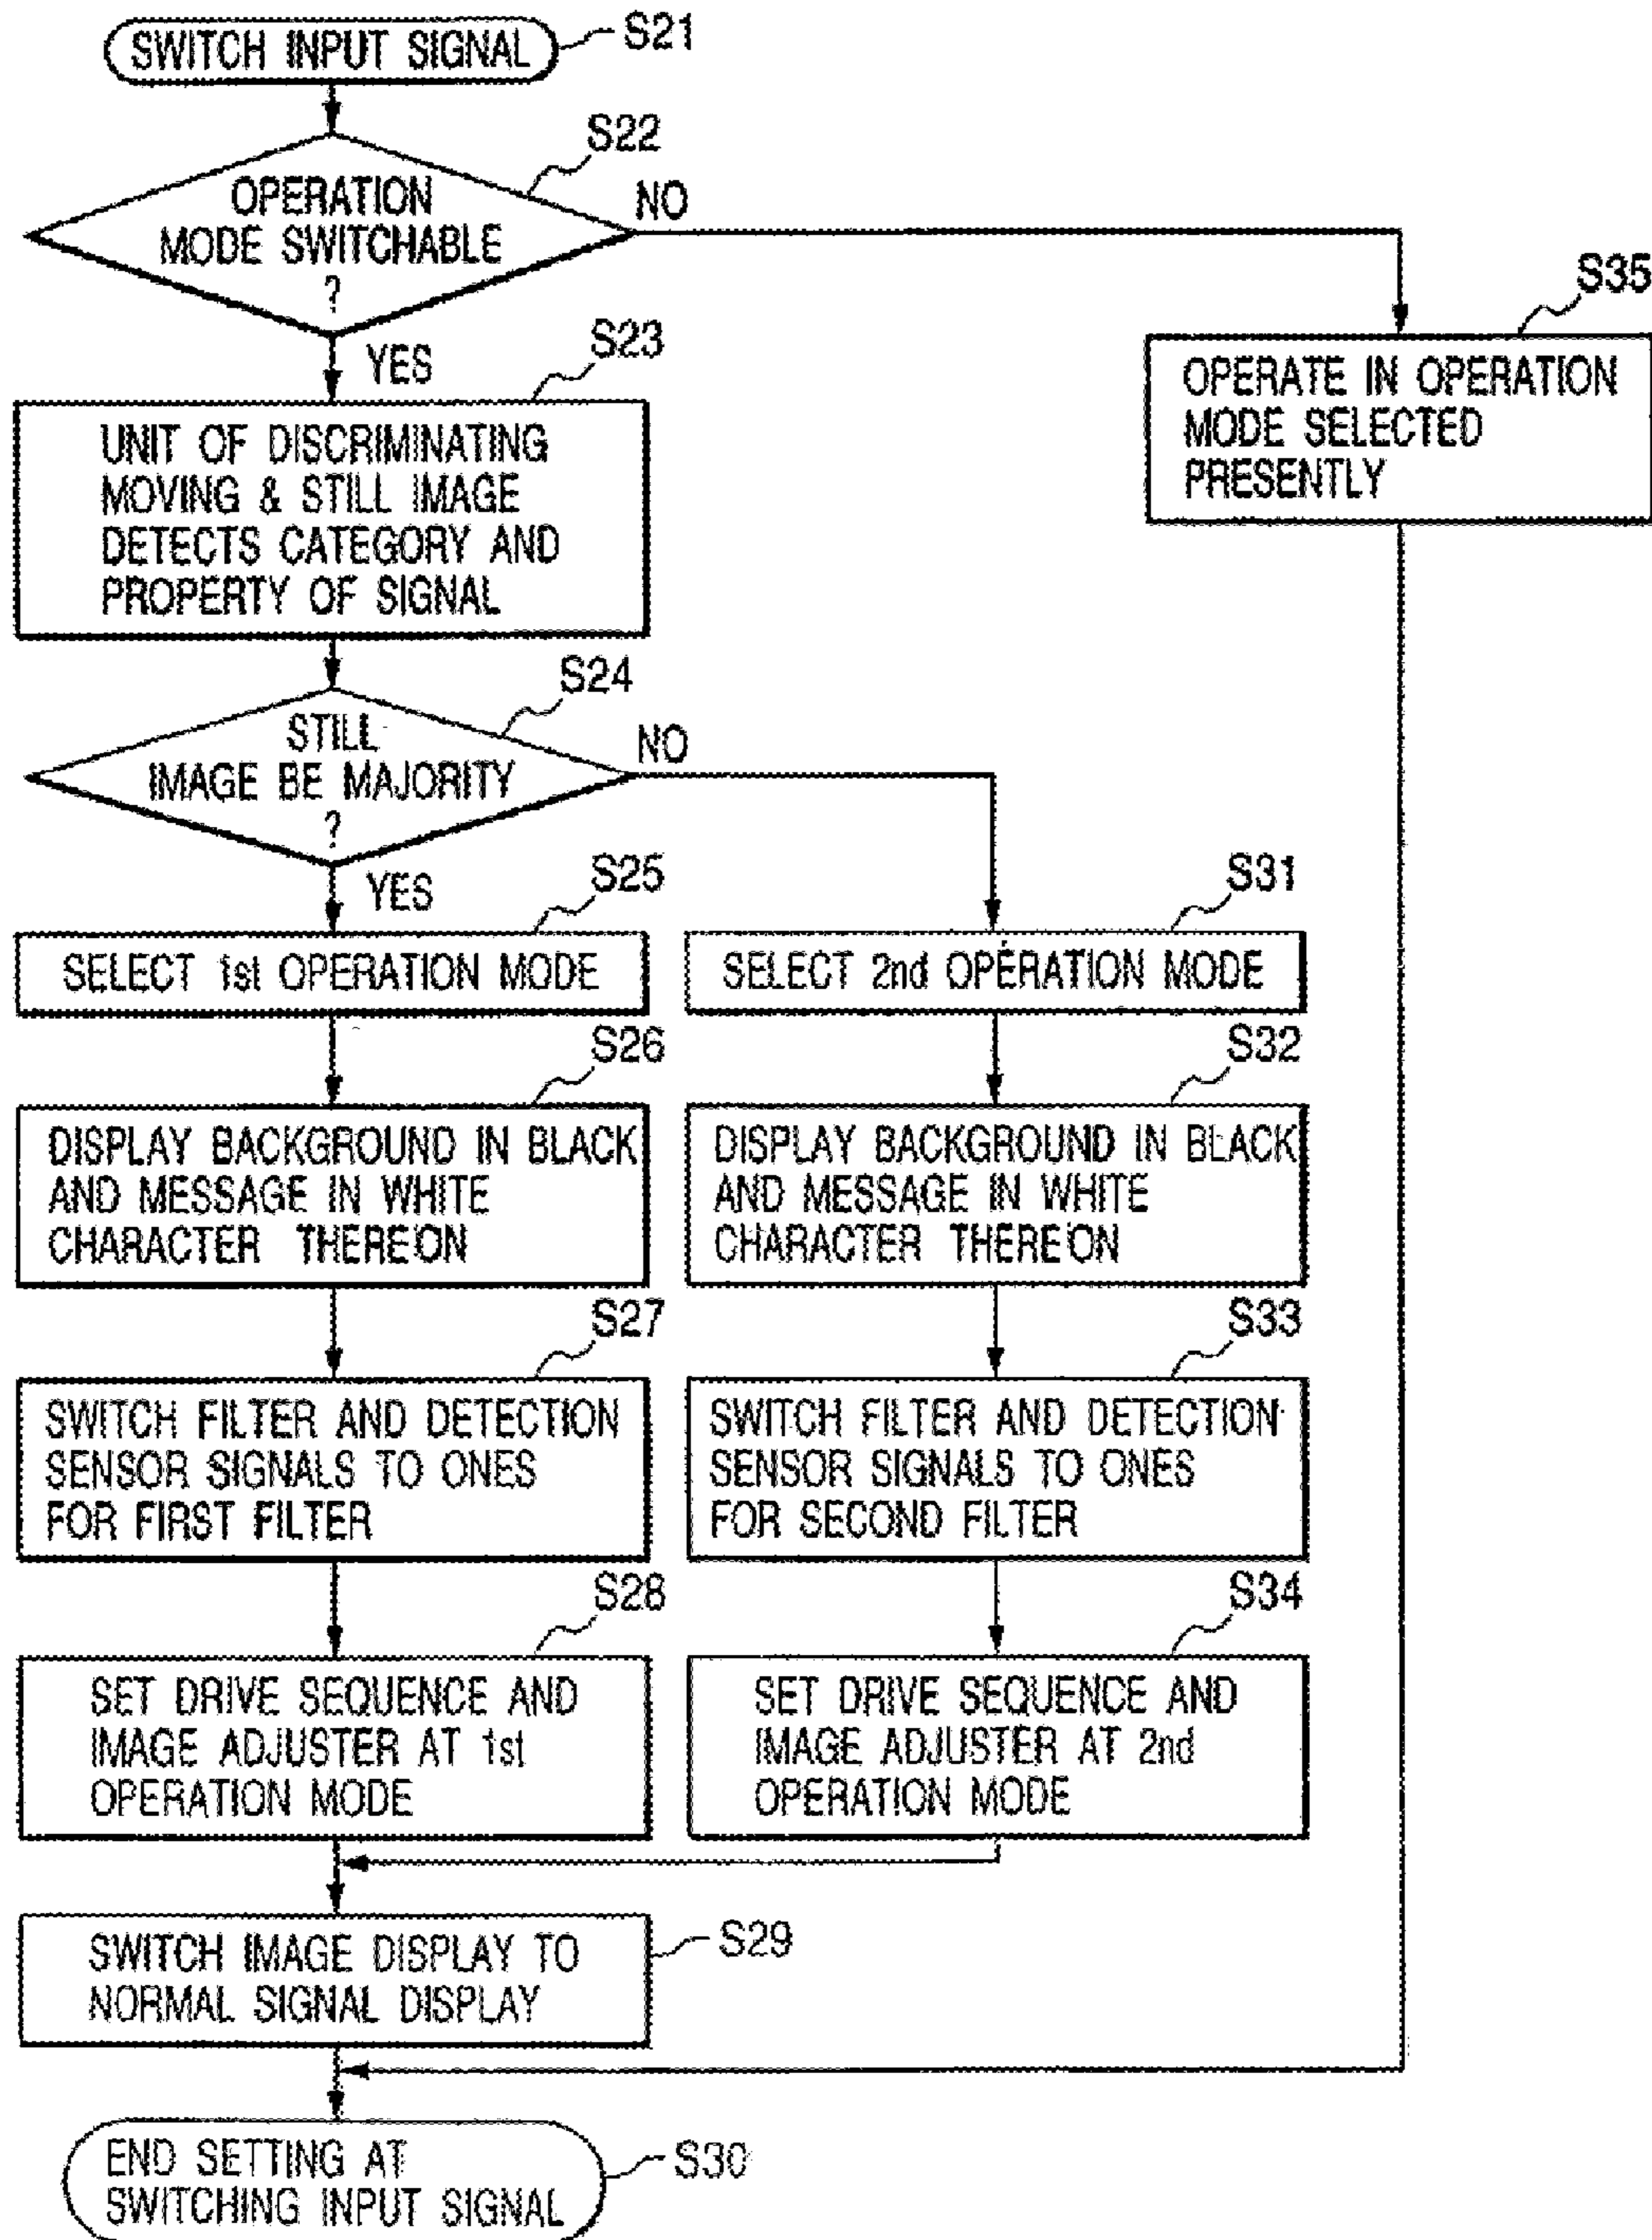 SWITCH INPUT SIGNAL
S21
S22
OPERATION
MODE SWITCHABLE
?
NO
YES
S35
OPERATE IN OPERATION
MODE SELECTED
PRESENTLY
S23
UNIT OF DISCRIMINATING
MOVING & STILL IMAGE
DETECTS CATEGORY AND
PROPERTY OF SIGNAL
S24
STILL
IMAGE BE MAJORITY
?
NO
YES
S25
SELECT 1st OPERATION MODE
S31
SELECT 2nd OPERATION MODE
S26
DISPLAY BACKGROUND IN BLACK
AND MESSAGE IN WHITE
CHARACTER THEREON
S32
DISPLAY BACKGROUND IN BLACK
AND MESSAGE IN WHITE
CHARACTER THEREON
S27
SWITCH FILTER AND DETECTION
SENSOR SIGNALS TO ONES
FOR FIRST FILTER
S33
SWITCH FILTER AND DETECTION
SENSOR SIGNALS TO ONES
FOR SECOND FILTER
S28
SET DRIVE SEQUENCE AND
IMAGE ADJUSTER AT 1st
OPERATION MODE
S34
SET DRIVE SEQUENCE AND
IMAGE ADJUSTER AT 2nd
OPERATION MODE
SWITCH IMAGE DISPLAY TO
NORMAL SIGNAL DISPLAY
S29
END SETTING AT
SWITCHING INPUT SIGNAL
S30